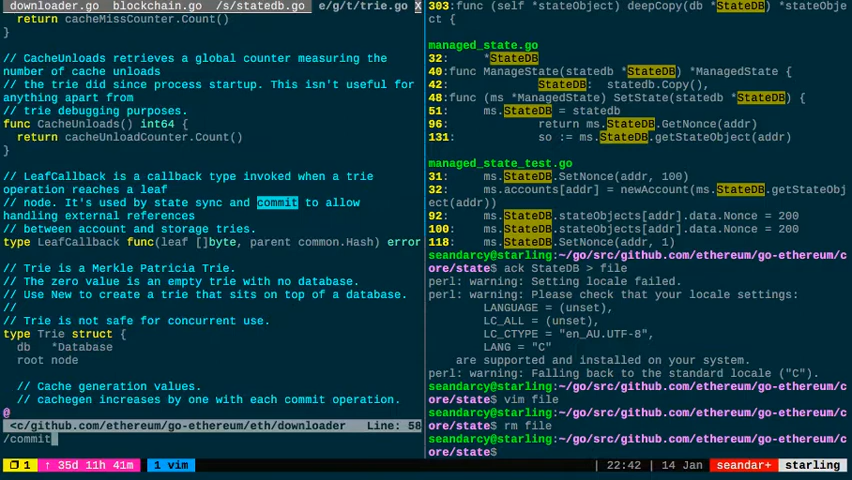 downloader.go  blockchain.go  /s/statedb.go  e/g/t/trie.go X
  return cacheMissCounter.Count()
}
// CacheUnloads retrieves a global counter measuring the
number of cache unloads
// the trie did since process startup. This isn't useful for
anything apart from
// trie debugging purposes.
func CacheUnloads() int64 {
  return cacheUnloadCounter.Count()
}
// LeafCallback is a callback type invoked when a trie
operation reaches a leaf
// node. It's used by state sync and commit to allow
handling external references
// between account and storage tries.
type LeafCallback func(leaf []byte, parent common.Hash) error
// Trie is a Merkle Patricia Trie.
// The zero value is an empty trie with no database.
// Use New to create a trie that sits on top of a database.
//
// Trie is not safe for concurrent use.
type Trie struct {
  db   *Database
  root node
  // Cache generation values.
  // cachegen increases by one with each commit operation.
@
<c/github.com/ethereum/go-ethereum/eth/downloader   Line: 58
/commit
303:func (self *stateObject) deepCopy(db *StateDB) *stateObje
ct {
managed_state.go
32:     *StateDB
40:func ManageState(statedb *StateDB) *ManagedState {
42:             StateDB:  statedb.Copy(),
48:func (ms *ManagedState) SetState(statedb *StateDB) {
51:     ms.StateDB = statedb
96:             return ms.StateDB.GetNonce(addr)
131:            so := ms.StateDB.getStateObject(addr)
managed_state_test.go
31:     ms.StateDB.SetNonce(addr, 100)
32:     ms.accounts[addr] = newAccount(ms.StateDB.getStateObj
ect(addr))
92:     ms.StateDB.stateObjects[addr].data.Nonce = 200
100:    ms.StateDB.stateObjects[addr].data.Nonce = 200
118:    ms.StateDB.SetNonce(addr, 1)
seandarcy@starling:~/go/src/github.com/ethereum/go-ethereum/c
ore/state$ ack StateDB > file
perl: warning: Setting locale failed.
perl: warning: Please check that your locale settings:
        LANGUAGE = (unset),
        LC_ALL = (unset),
        LC_CTYPE = "en_AU.UTF-8",
        LANG = "C"
    are supported and installed on your system.
perl: warning: Falling back to the standard locale ("C").
seandarcy@starling:~/go/src/github.com/ethereum/go-ethereum/c
ore/state$ vim file
seandarcy@starling:~/go/src/github.com/ethereum/go-ethereum/c
ore/state$ rm file
seandarcy@starling:~/go/src/github.com/ethereum/go-ethereum/c
ore/state$
1  ↑ 35d 11h 41m  1 vim  | 22:42 | 14 Jan  seandar+  starling